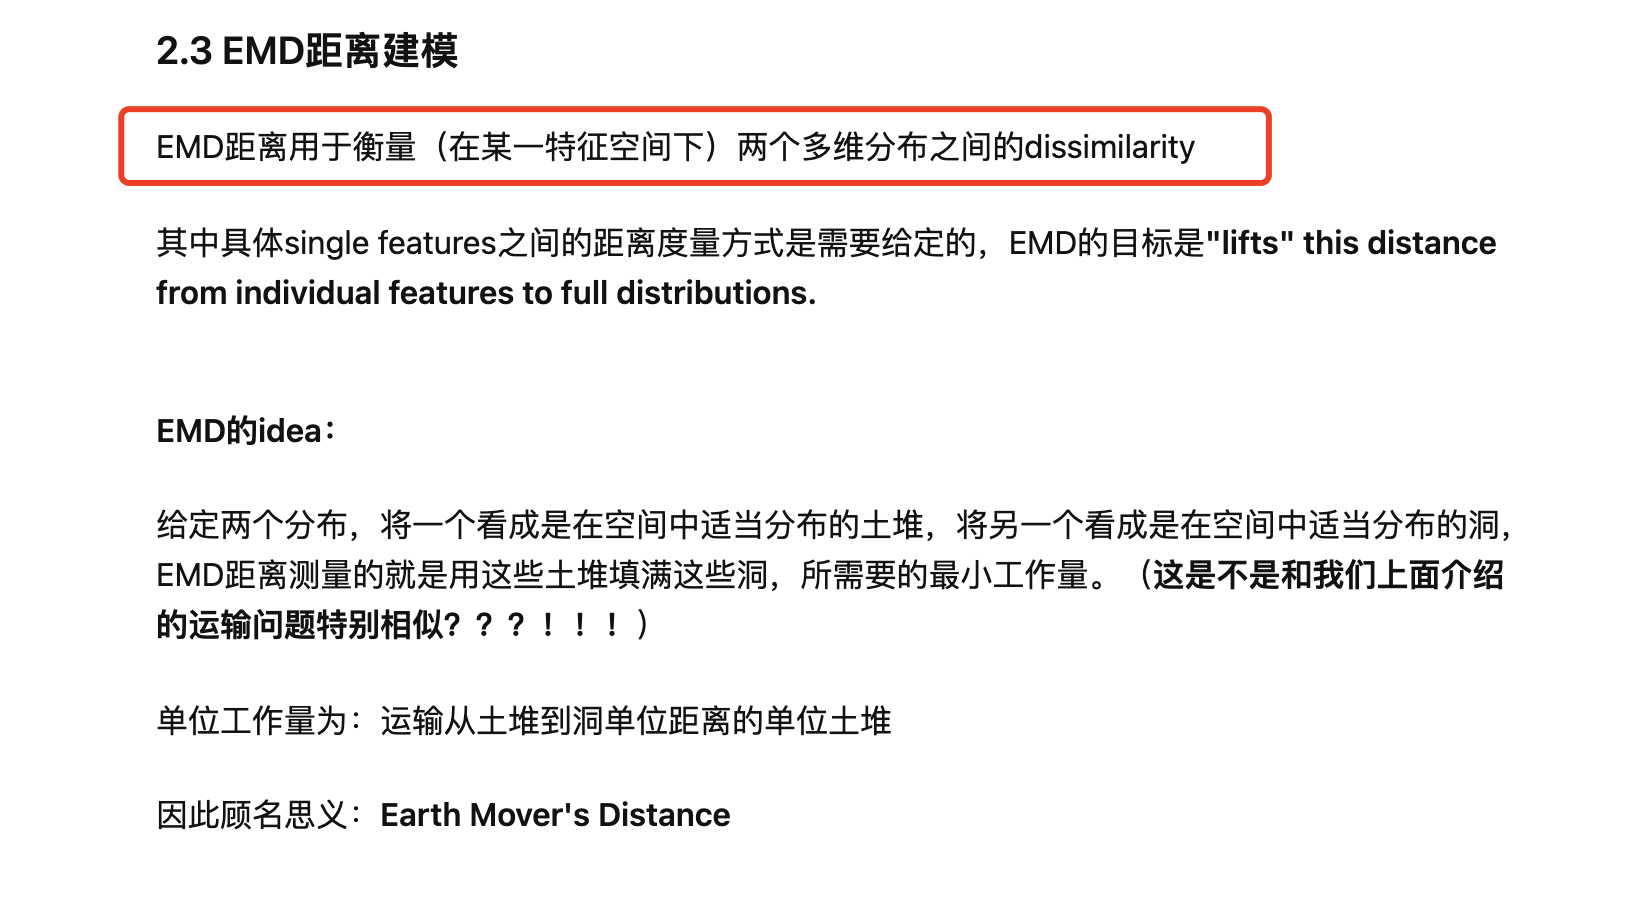 2.3 EMD距离建模
EMD距离用于衡量（在某一特征空间下）两个多维分布之间的dissimilarity
其中具体single features之间的距离度量方式是需要给定的，EMD的目标是"lifts" this distance
from individual features to full distributions.
EMD的idea：
给定两个分布，将一个看成是在空间中适当分布的土堆，将另一个看成是在空间中适当分布的洞，
EMD距离测量的就是用这些土堆填满这些洞，所需要的最小工作量。（这是不是和我们上面介绍
的运输问题特别相似？？？！！！）
单位工作量为：运输从土堆到洞单位距离的单位土堆
因此顾名思义：Earth Mover's Distance